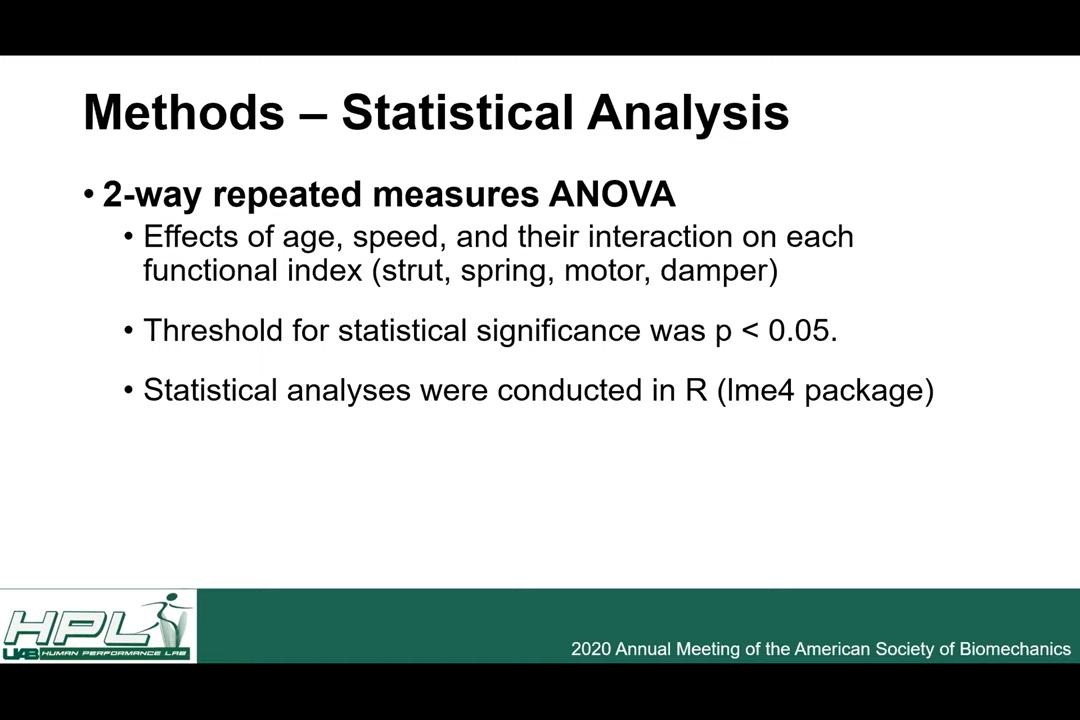 Methods – Statistical Analysis
• 2-way repeated measures ANOVA
• Effects of age, speed, and their interaction on each
functional index (strut, spring, motor, damper)
• Threshold for statistical significance was p < 0.05.
• Statistical analyses were conducted in R (lme4 package)
HPL
UAB HUMAN PERFORMANCE LAB
2020 Annual Meeting of the American Society of Biomechanics